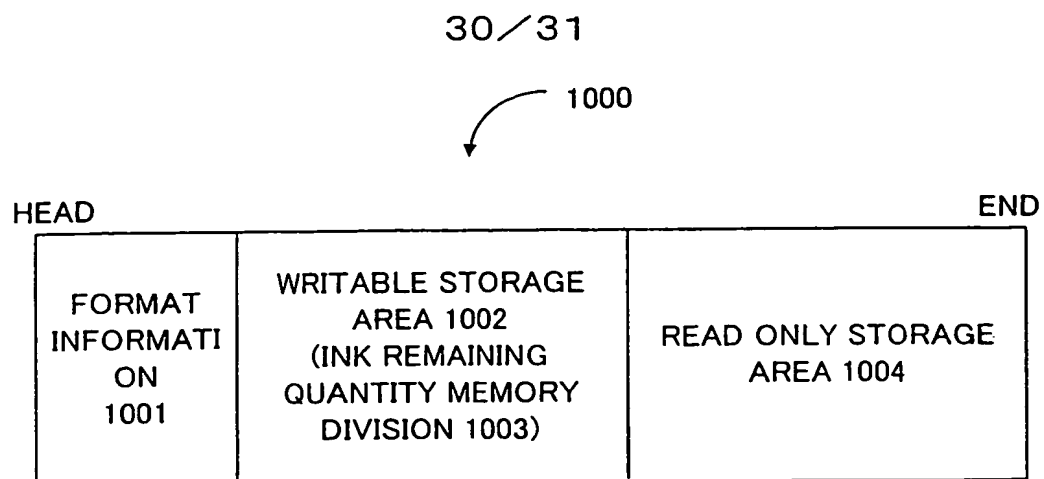 30／31
1000
HEAD
END
FORMAT
INFORMATI
ON
1001
WRITABLE STORAGE
AREA 1002
(INK REMAINING
QUANTITY MEMORY
DIVISION 1003)
READ ONLY STORAGE
AREA 1004